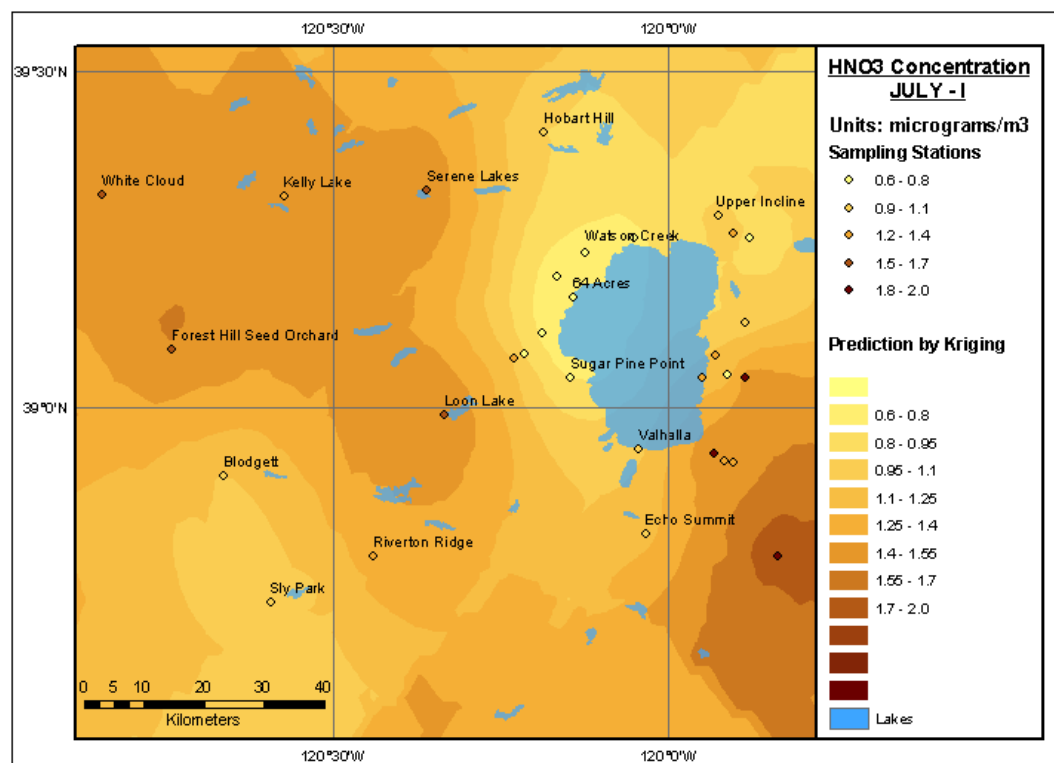 120°30'W 120°0'W
39°30'N
Hobart Hill
White Cloud
Kelly Lake
Serene Lakes
Upper Incline
Watson Creek
64 Acres
Forest Hill Seed Orchard
Sugar Pine Point
39°0'N
Loon Lake
Valhalla
Blodgett
Echo Summit
Riverton Ridge
Sly Park
0 5 10 20 30 40
Kilometers
120°30'W 120°0'W
HNO3 Concentration
JULY - I
Units: micrograms/m3
Sampling Stations
0.6 - 0.8
0.9 - 1.1
1.2 - 1.4
1.5 - 1.7
1.8 - 2.0
Prediction by Kriging
0.6 - 0.8
0.8 - 0.95
0.95 - 1.1
1.1 - 1.25
1.25 - 1.4
1.4 - 1.55
1.55 - 1.7
1.7 - 2.0
Lakes